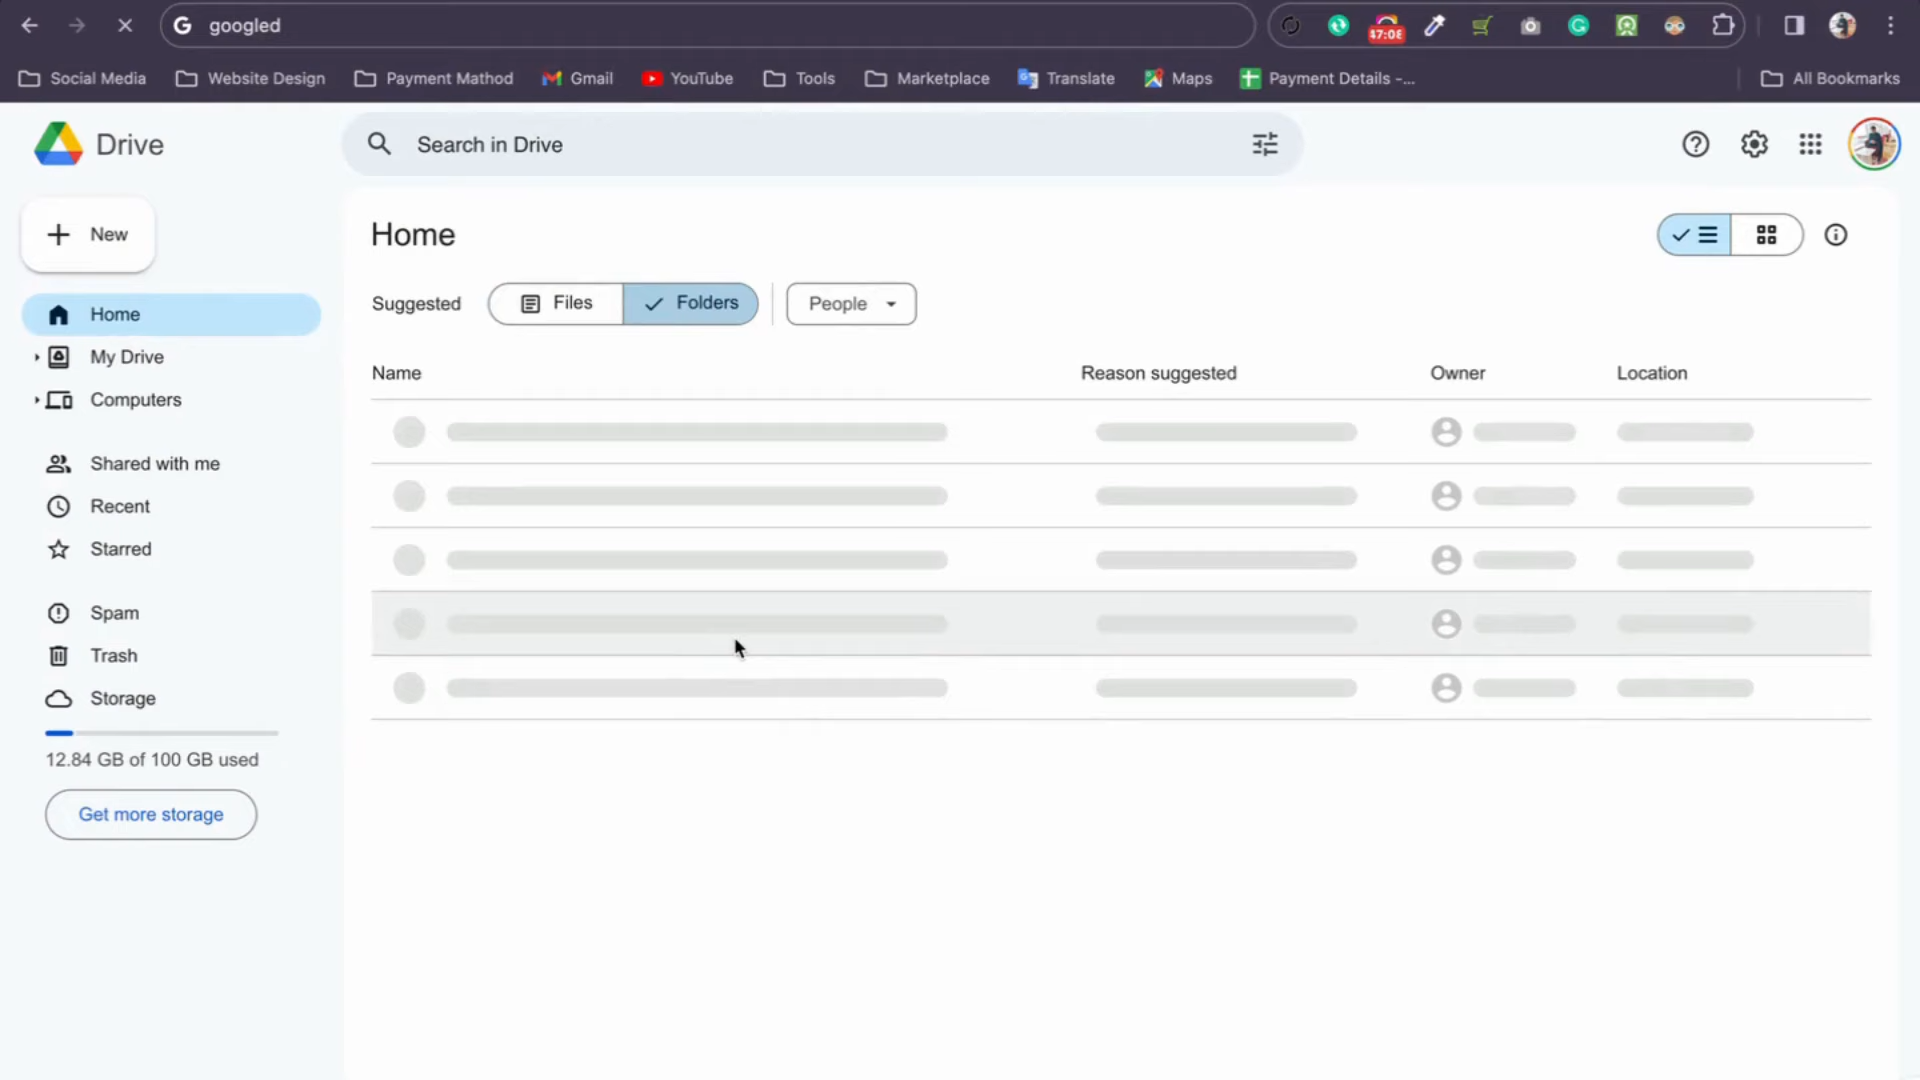 googled
47:08
Social Media
Website Design
Payment Mathod
Gmail
YouTube
Tools
Marketplace
Translate
Maps
Payment Details -...
All Bookmarks
Drive
Search in Drive
New
Home
Suggested
Files
Folders
People
Home
My Drive
Computers
Shared with me
Recent
Starred
Spam
Trash
Storage
12.84 GB of 100 GB used
Get more storage
Name
Reason suggested
Owner
Location